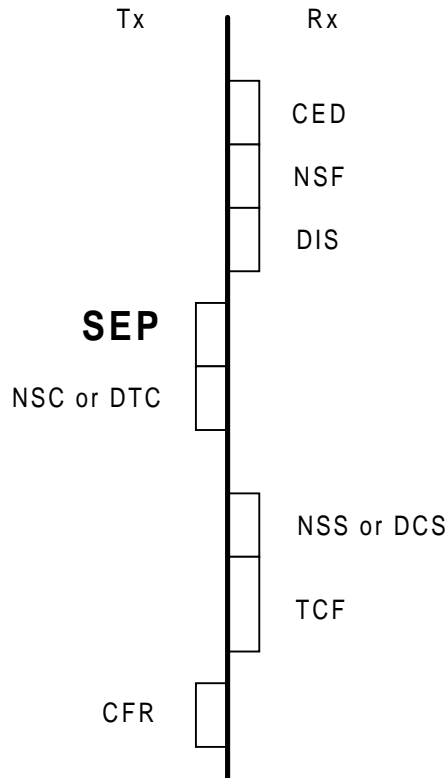 Tx Rx
CED
NSF
DIS
SEP
NSC or DTC
NSS or DCS
TCF
CFR